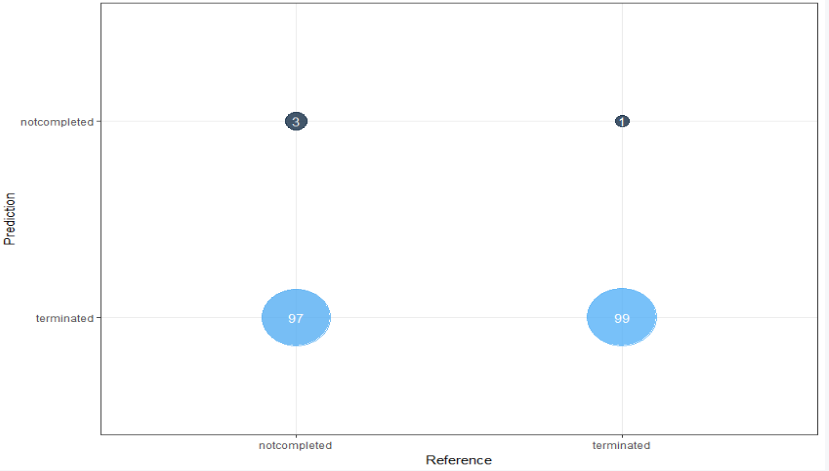 notcompleted
3
1
Prediction
terminated
97
99
notcompleted
terminated
Reference